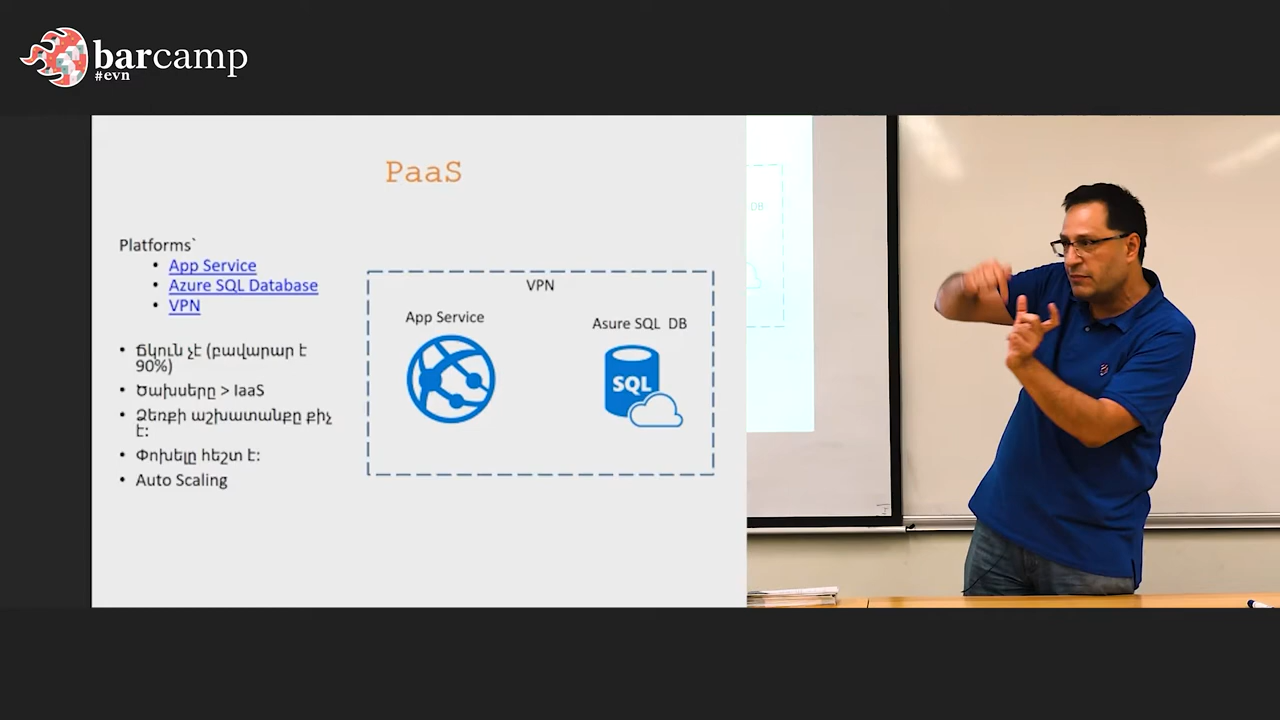 barcamp
#evn
PaaS
Platforms`
• App Service
• Azure SQL Database
• VPN
• Ճկուն չէ (բավարար է
90%)
• Ծախսերը > IaaS
• Ձեռքի աշխատանքը քիչ
է:
• Փոխելը հեշտ է:
• Auto Scaling
VPN
App Service
Asure SQL DB
SQL
DB